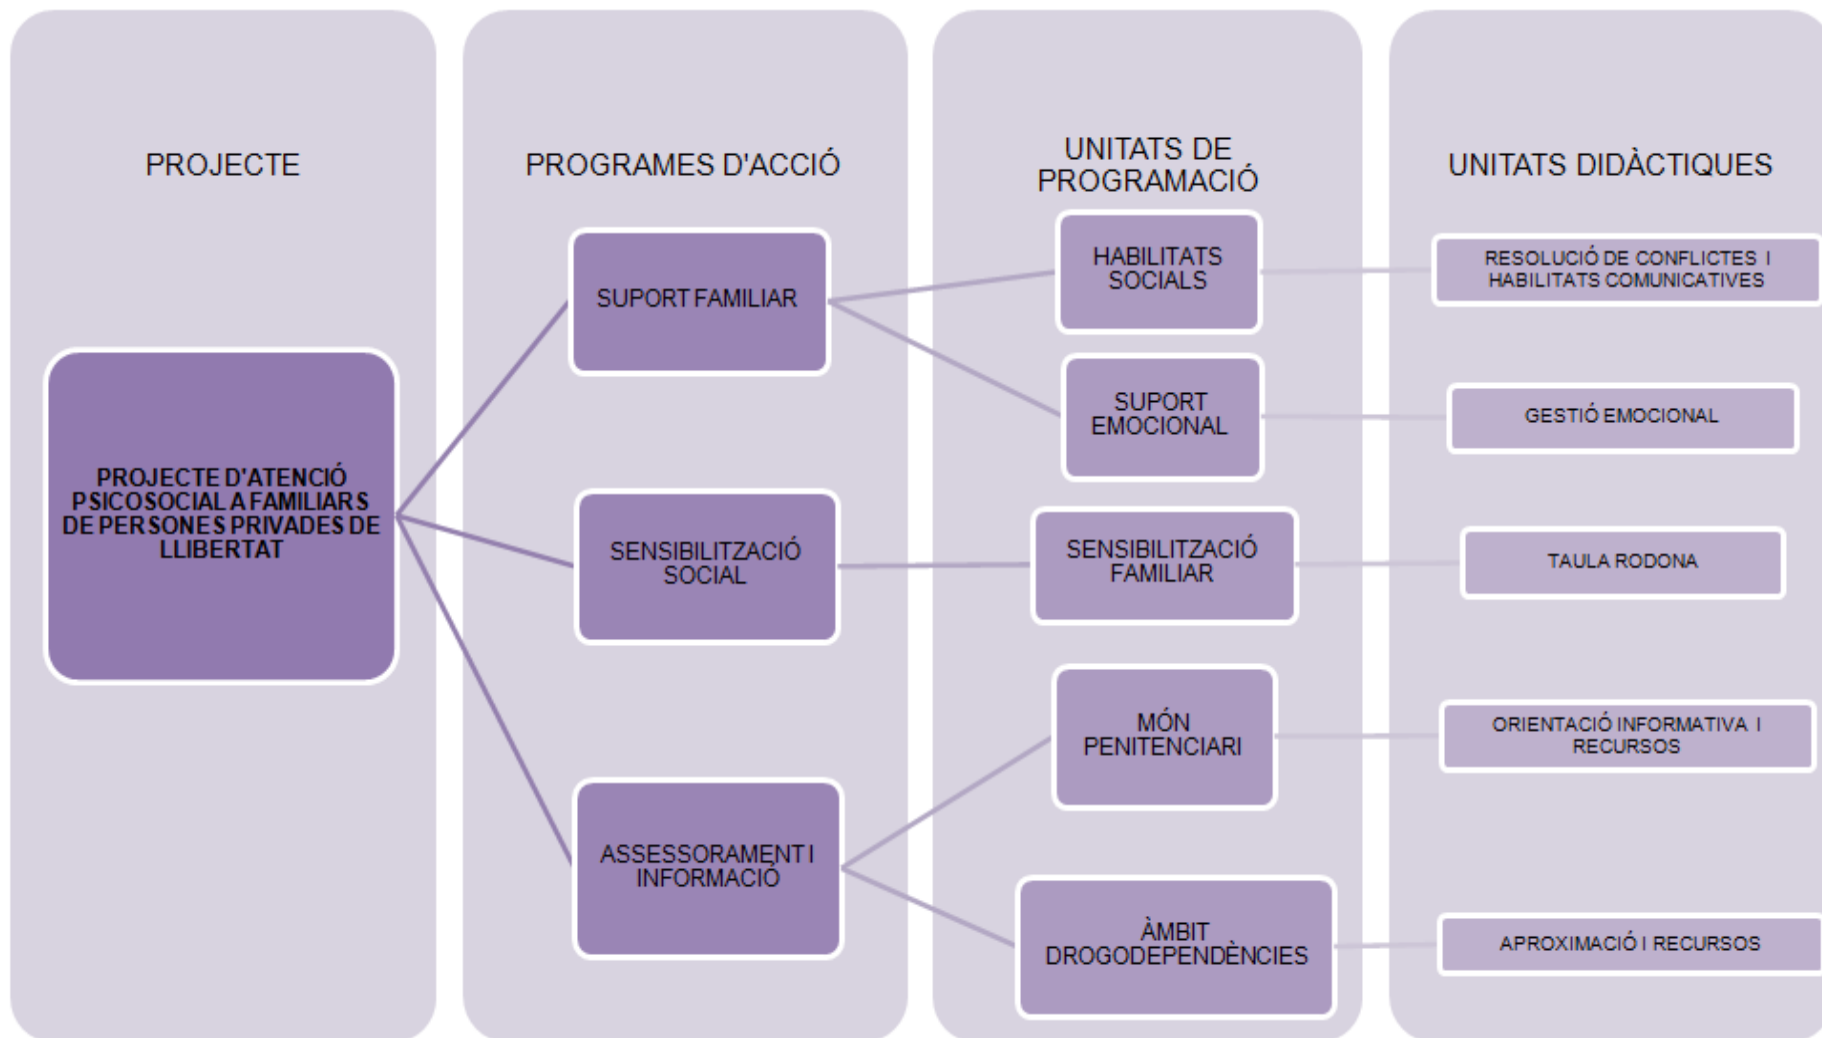 PROJECTE
PROGRAMES D'ACCIÓ
UNITATS DE
PROGRAMACIÓ
UNITATS DIDÀCTIQUES
PROJECTE D'ATENCIÓ
PSICOSOCIAL A FAMILIARS
DE PERSONES PRIVADES DE
LLIBERTAT
SUPORT FAMILIAR
SENSIBILITZACIÓ
SOCIAL
ASSESSORAMENT I
INFORMACIÓ
HABILITATS
SOCIALS
SUPORT
EMOCIONAL
SENSIBILITZACIÓ
FAMILIAR
MÓN
PENITENCIARI
ÀMBIT
DROGODEPENDÈNCIES
RESOLUCIÓ DE CONFLICTES I
HABILITATS COMUNICATIVES
GESTIÓ EMOCIONAL
TAULA RODONA
ORIENTACIÓ INFORMATIVA I
RECURSOS
APROXIMACIÓ I RECURSOS